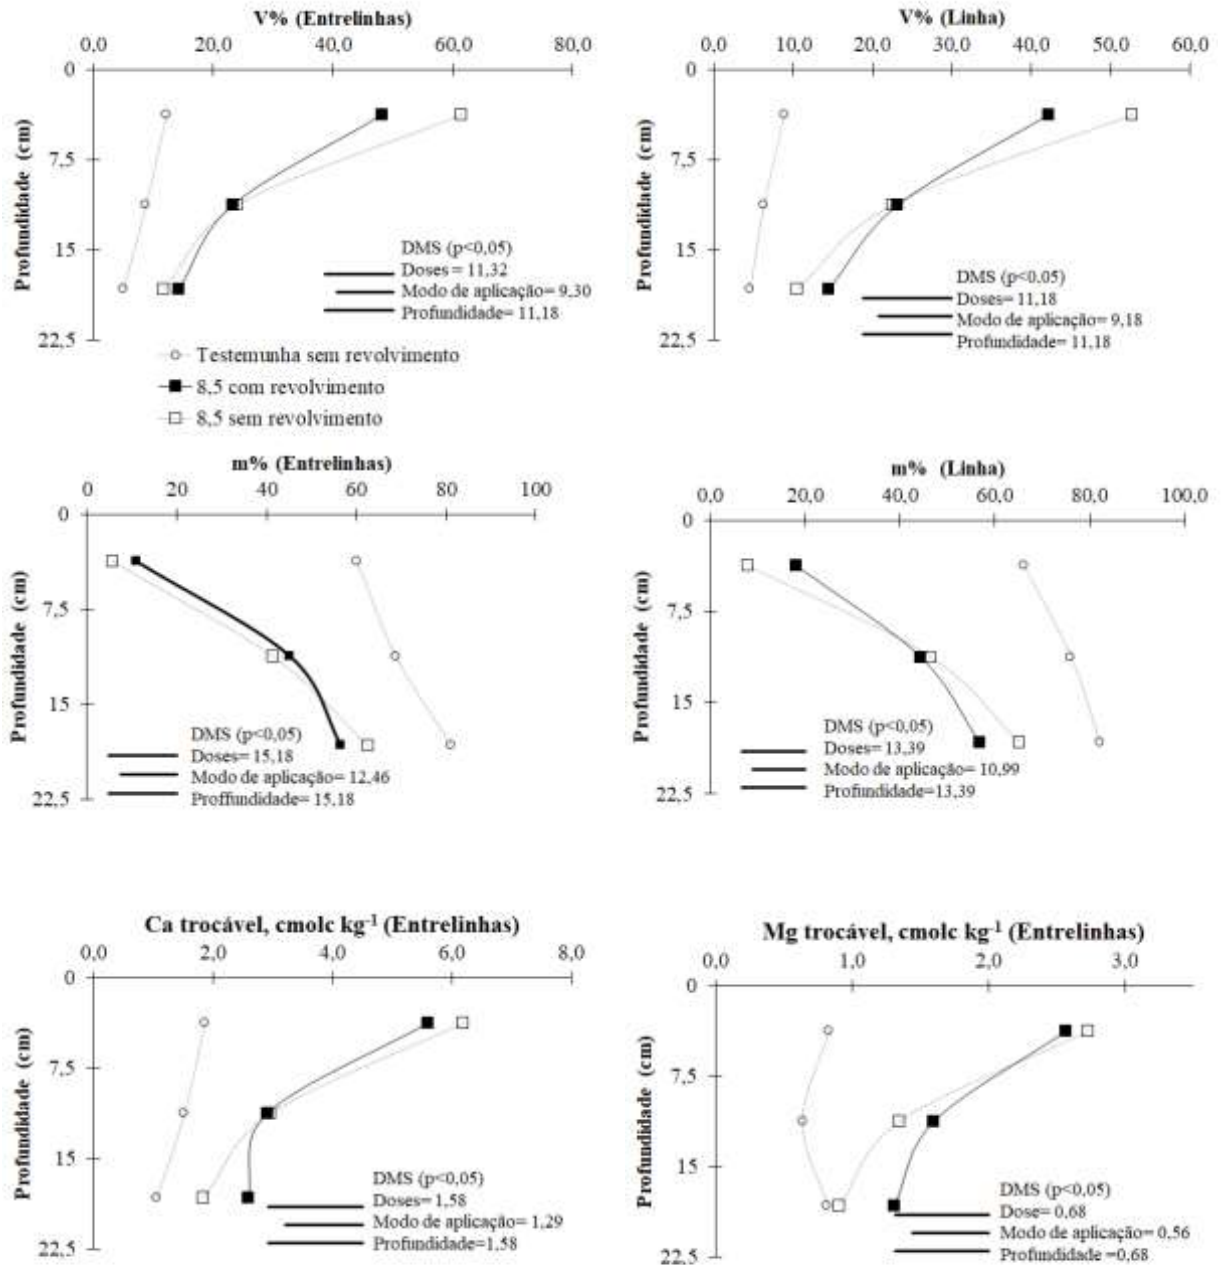 V% (Entrelinhas)
0,0 20,0 40,0 60,0 80,0
0
7,5
15
22,5
Profundidade (cm)
DMS (p<0,05)
Doses = 11,32
Modo de aplicação= 9,30
Profundidade= 11,18
Testemunha sem revolvimento
8,5 com revolvimento
8,5 sem revolvimento
V% (Linha)
0,0 10,0 20,0 30,0 40,0 50,0 60,0
0
7,5
15
22,5
Profundidade (cm)
DMS (p<0,05)
Doses= 11,18
Modo de aplicação= 9,18
Profundidade= 11,18
m% (Entrelinhas)
0 20 40 60 80 100
0
7,5
15
22,5
Profundidade (cm)
DMS (p<0,05)
Doses= 15,18
Modo de aplicação= 12,46
Proffundidade= 15,18
m% (Linha)
0,0 20,0 40,0 60,0 80,0 100,0
0
7,5
15
22,5
Profundidade (cm)
DMS (p<0,05)
Doses= 13,39
Modo de aplicação= 10,99
Profundidade=13,39
Ca trocável, cmolc kg⁻¹ (Entrelinhas)
0,0 2,0 4,0 6,0 8,0
0
7,5
15
22,5
Profundidade (cm)
DMS (p<0,05)
Doses= 1,58
Modo de aplicação= 1,29
Profundidade=1,58
Mg trocável, cmolc kg⁻¹ (Entrelinhas)
0,0 1,0 2,0 3,0
0
7,5
15
22,5
Profundidade (cm)
DMS (p<0,05)
Dose= 0,68
Modo de aplicação= 0,56
Profundidade =0,68